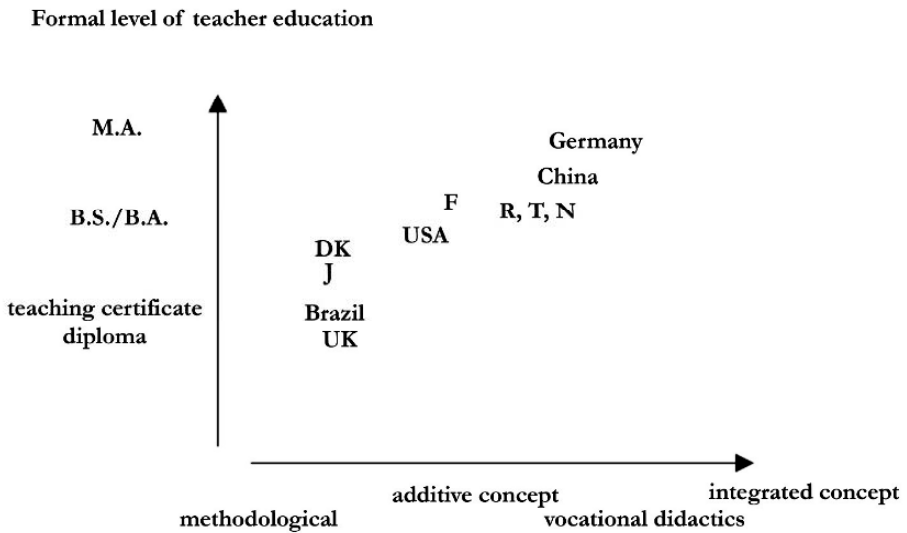 Formal level of teacher education
M.A.
Germany
China
F
R, T, N
B.S./B.A.
USA
DK
J
teaching certificate
diploma
Brazil
UK
additive concept
integrated concept
methodological
vocational didactics